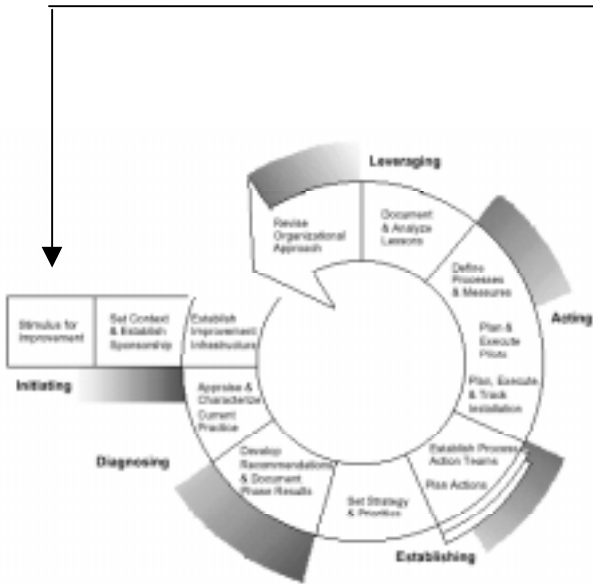 Leveraging
Revise
Organizational
Approach
Document
& Analyze
Lessons
Define
Processes
& Measures
Acting
Plan &
Execute
Pilots
Plan, Execute,
& Track
Installation
Stimulus for
Improvement
Set Context
& Establish
Sponsorship
Establish
Improvement
Infrastructure
Initiating
Appraise &
Characterize
Current
Practice
Diagnosing
Develop
Recommendations
& Document
Phase Results
Set Strategy
& Priorities
Establish Process
Action Teams
Plan Actions
Establishing